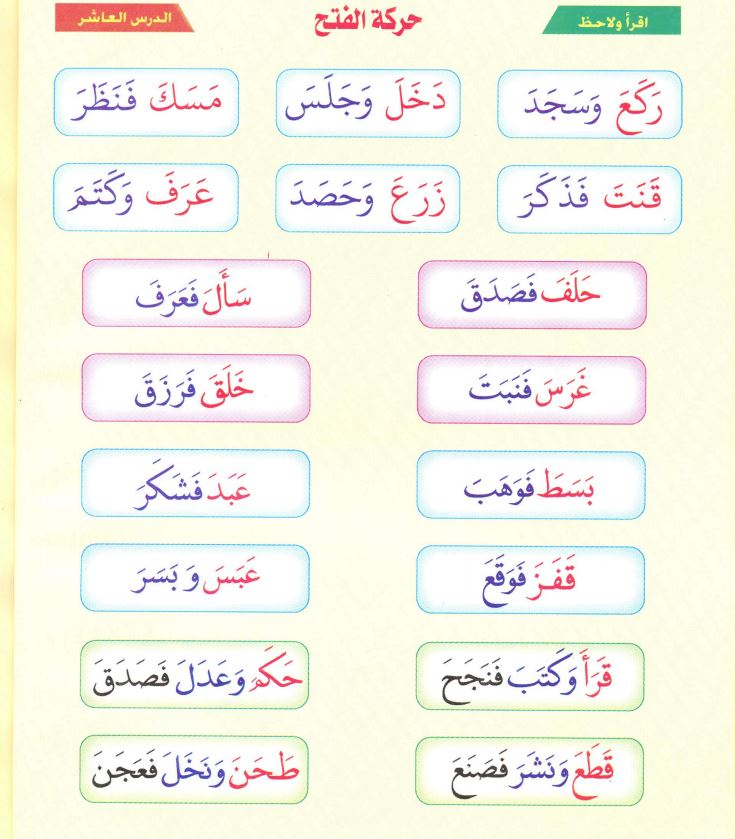 اقرأ ولاحظ حركة الفتح الدرس العاشر
رَكَعَ وَسَجَدَ دَخَلَ وَجَلَسَ مَسَكَ فَنَظَرَ
قَنَتَ فَذَكَرَ زَرَعَ وَحَصَدَ عَرَفَ وَكَتَمَ
حَلَفَ فَصَدَقَ سَأَلَ فَعَرَفَ
غَرَسَ فَنَبَتَ خَلَقَ فَرَزَقَ
بَسَطَ فَوَهَبَ عَبَدَ فَشَكَرَ
قَفَزَ فَوَقَعَ عَبَسَ وَ بَسَرَ
قَرَأَ وَكَتَبَ فَنَجَحَ حَكَمَ وَعَدَلَ فَصَدَقَ
قَطَعَ وَنَشَرَ فَصَنَعَ طَحَنَ وَنَخَلَ فَعَجَنَ